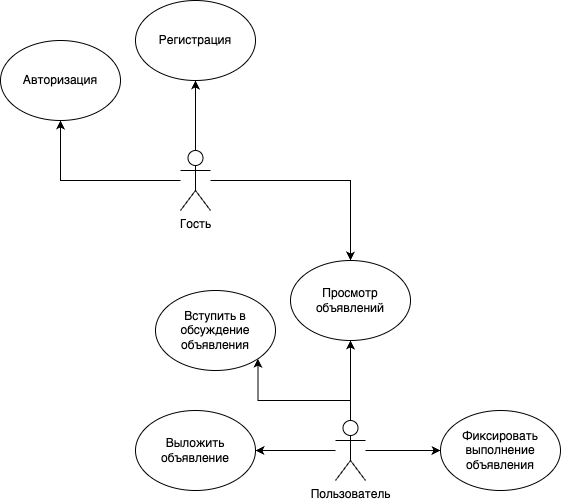 Регистрация
Авторизация
Гость
Просмотр
объявлений
Вступить в
обсуждение
объявления
Выложить
объявление
Фиксировать
выполнение
объявления
Пользователь